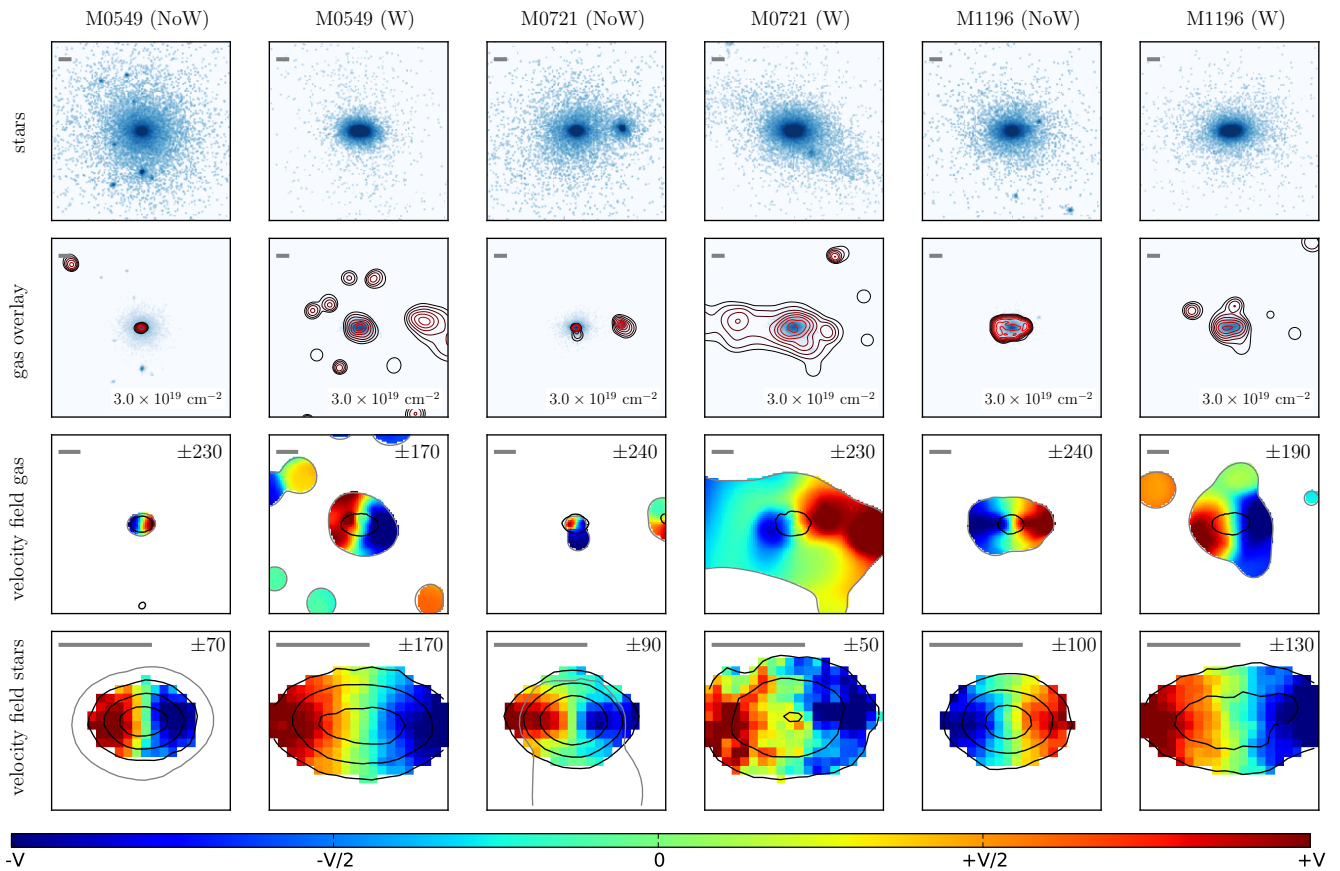 M0549 (NoW) M0549 (W) M0721 (NoW) M0721 (W) M1196 (NoW) M1196 (W)
stars
gas overlay
3.0 × 10¹⁹ cm⁻² 3.0 × 10¹⁹ cm⁻² 3.0 × 10¹⁹ cm⁻² 3.0 × 10¹⁹ cm⁻² 3.0 × 10¹⁹ cm⁻² 3.0 × 10¹⁹ cm⁻²
velocity field gas
±230 ±170 ±240 ±230 ±240 ±190
velocity field stars
±70 ±170 ±90 ±50 ±100 ±130
-V -V/2 0 +V/2 +V